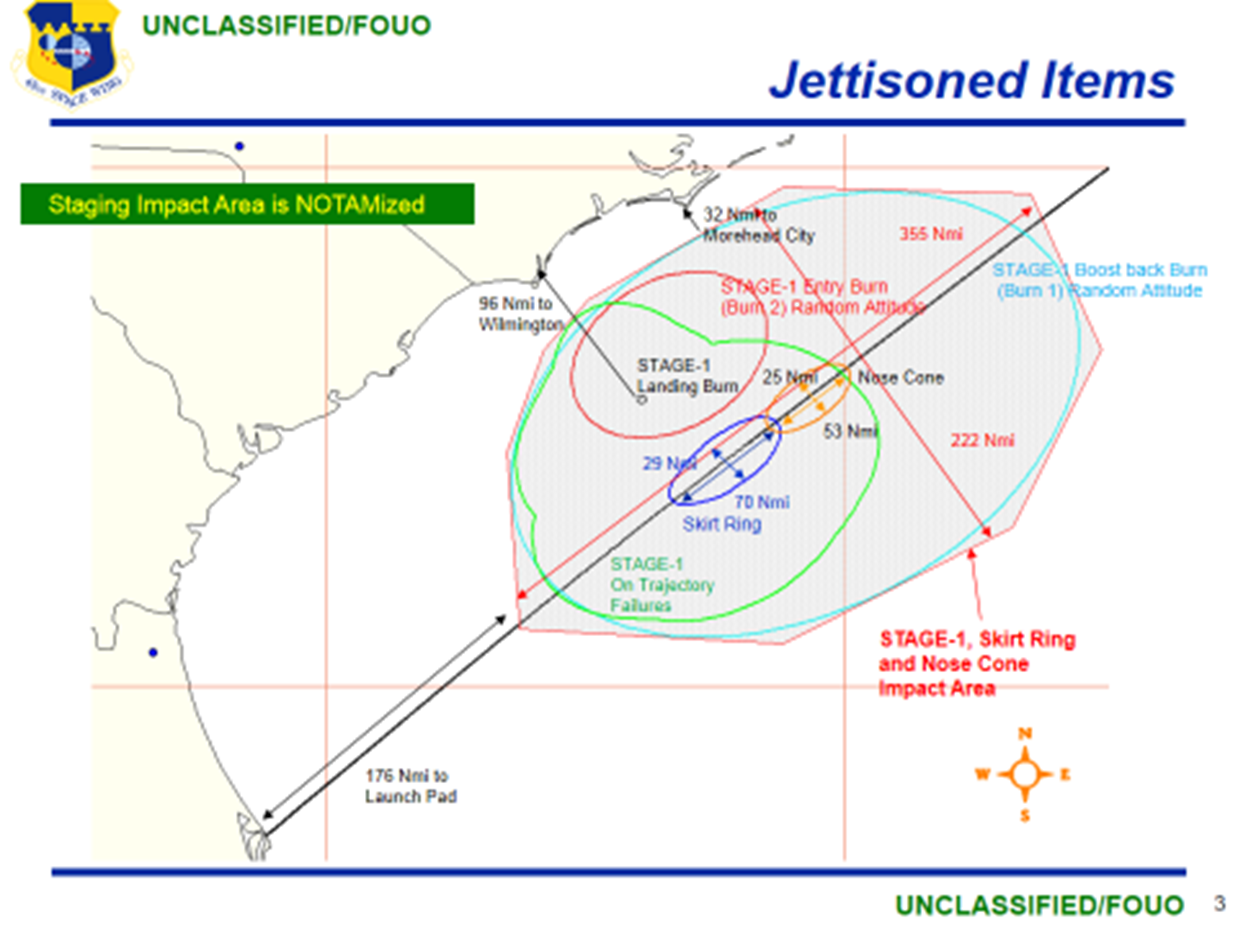 UNCLASSIFIED/FOUO
45th SPACE WING
Jettisoned Items
Staging Impact Area is NOTAMized
32 Nmi to
Morehead City
355 Nmi
STAGE-1 Boost back Burn
(Burn 1) Random Attitude
STAGE-1 Entry Burn
(Burn 2) Random Attitude
96 Nmi to
Wilmington
STAGE-1
Landing Burn
25 Nmi
Nose Cone
53 Nmi
222 Nmi
29 Nmi
70 Nmi
Skirt Ring
STAGE-1
On Trajectory
Failures
STAGE-1, Skirt Ring
and Nose Cone
Impact Area
176 Nmi to
Launch Pad
N
W E
S
UNCLASSIFIED/FOUO 3